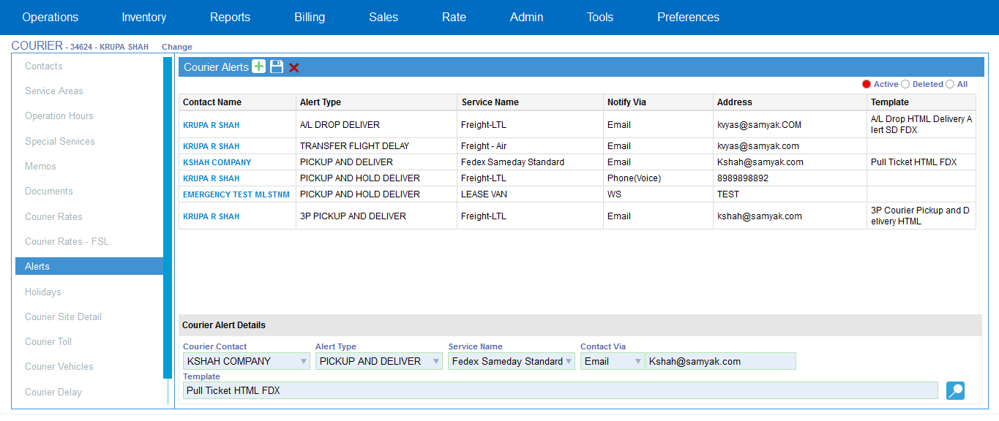 Operations Inventory Reports Billing Sales Rate Admin Tools Preferences
COURIER - 34624 - KRUPA SHAH Change
Contacts
Service Areas
Operation Hours
Special Services
Memos
Documents
Courier Rates
Courier Rates - FSL
Alerts
Holidays
Courier Site Detail
Courier Toll
Courier Vehicles
Courier Delay
Courier Alerts
Active Deleted All
Contact Name Alert Type Service Name Notify Via Address Template
KRUPA R SHAH A/L DROP DELIVER Freight-LTL Email kvyas@samyak.COM A/L Drop HTML Delivery A
lert SD FDX
KRUPA R SHAH TRANSFER FLIGHT DELAY Freight - Air Email kvyas@samyak.com
KSHAH COMPANY PICKUP AND DELIVER Fedex Sameday Standard Email Kshah@samyak.com Pull Ticket HTML FDX
KRUPA R SHAH PICKUP AND HOLD DELIVER Freight-LTL Phone(Voice) 8989898892
EMERGENCY TEST MLSTNM PICKUP AND HOLD DELIVER LEASE VAN WS TEST
KRUPA R SHAH 3P PICKUP AND DELIVER Freight-LTL Email kshah@samyak.com 3P Courier Pickup and D
elivery HTML
Courier Alert Details
Courier Contact Alert Type Service Name Contact Via
KSHAH COMPANY PICKUP AND DELIVER Fedex Sameday Standard Email Kshah@samyak.com
Template
Pull Ticket HTML FDX